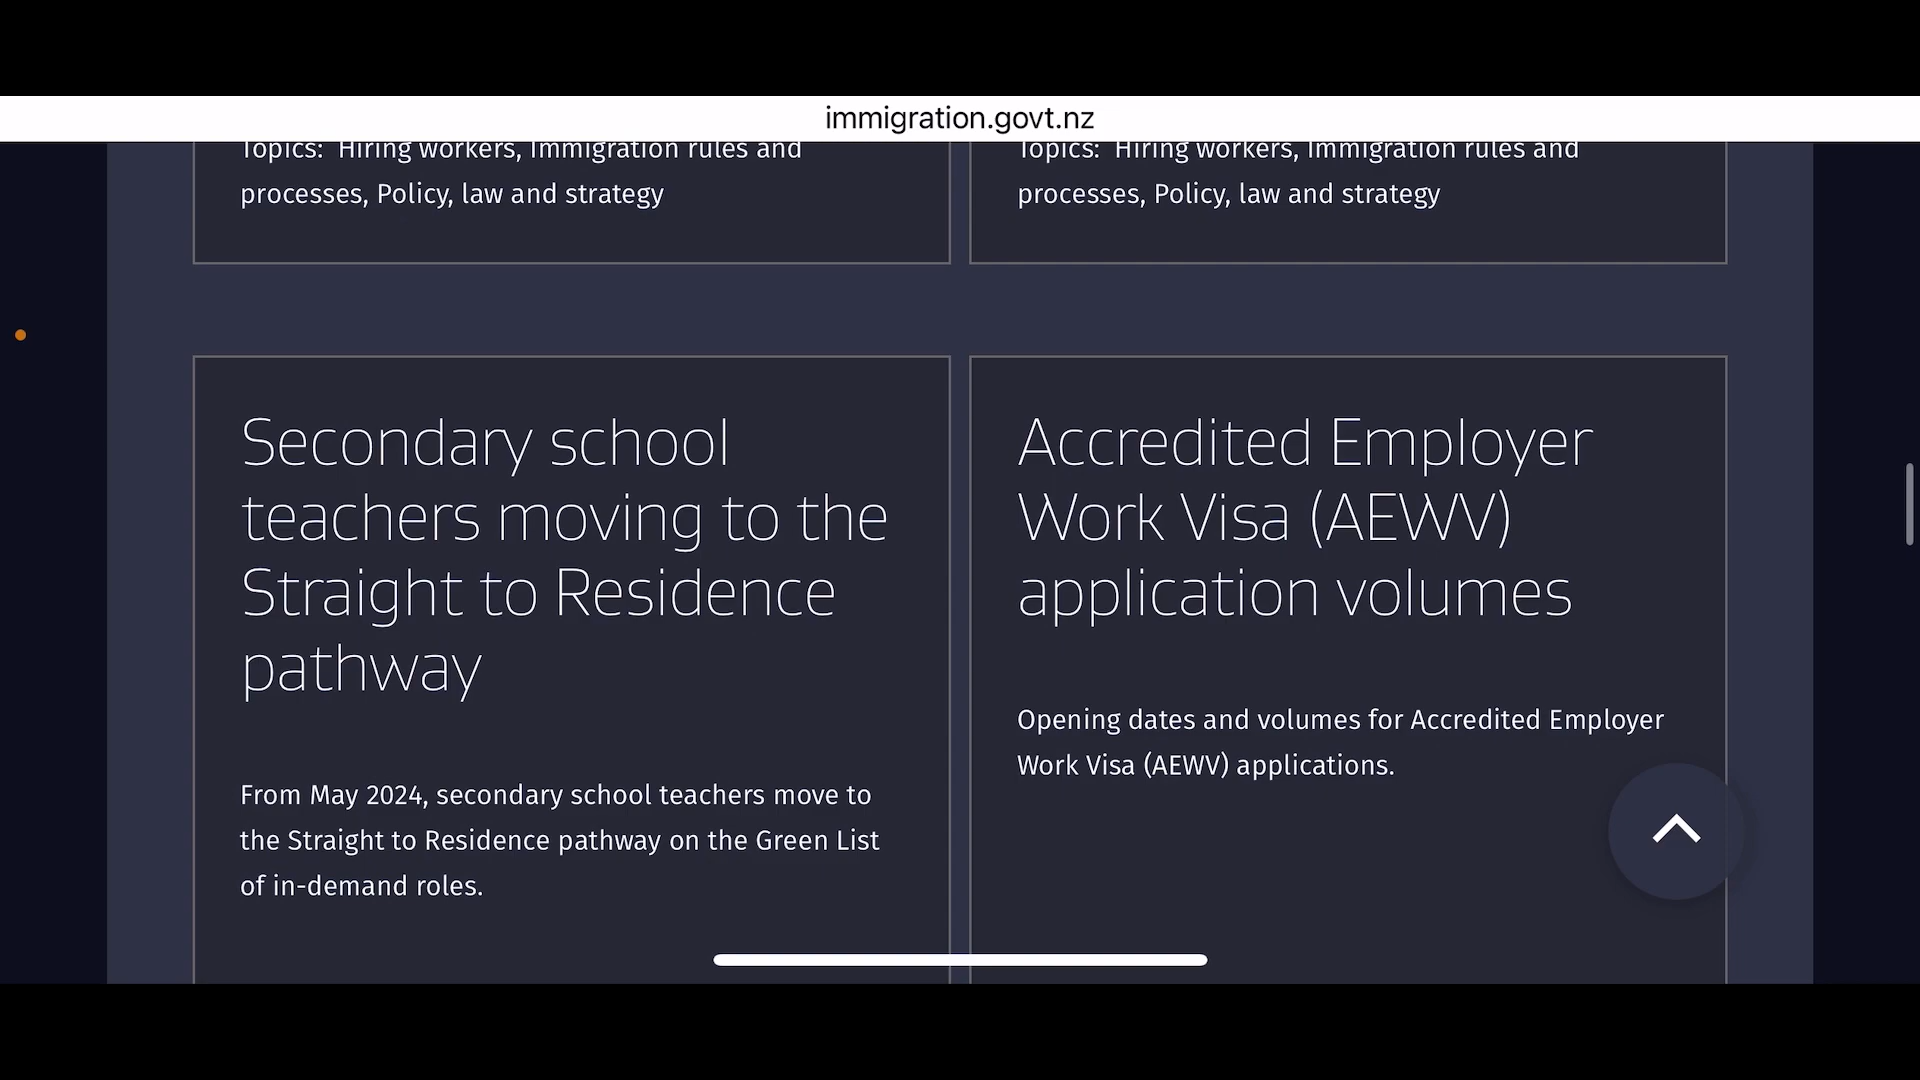 immigration.govt.nz
Topics: Hiring workers, Immigration rules and
processes, Policy, law and strategy
Topics: Hiring workers, Immigration rules and
processes, Policy, law and strategy
Secondary school
teachers moving to the
Straight to Residence
pathway
From May 2024, secondary school teachers move to
the Straight to Residence pathway on the Green List
of in-demand roles.
Accredited Employer
Work Visa (AEWV)
application volumes
Opening dates and volumes for Accredited Employer
Work Visa (AEWV) applications.